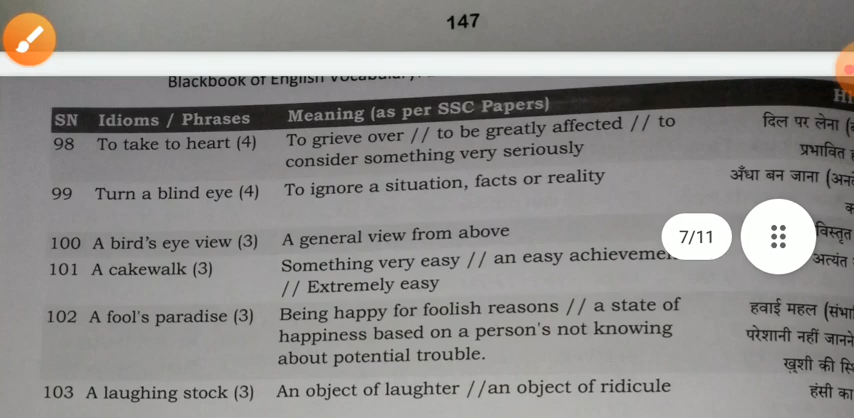 147
Blackbook of English
SN Idioms / Phrases Meaning (as per SSC Papers)
98 To take to heart (4) To grieve over // to be greatly affected // to दिल पर लेना
consider something very seriously प्रभावित
99 Turn a blind eye (4) To ignore a situation, facts or reality अँधा बन जाना
100 A bird's eye view (3) A general view from above 7/11 विस्तृत
101 A cakewalk (3) Something very easy // an easy अत्यंत
// Extremely easy
102 A fool's paradise (3) Being happy for foolish reasons // a state of हवाई महल
happiness based on a person's not knowing परेशानी नहीं जानने
about potential trouble. खुशी की
103 A laughing stock (3) An object of laughter //an object of ridicule हंसी का